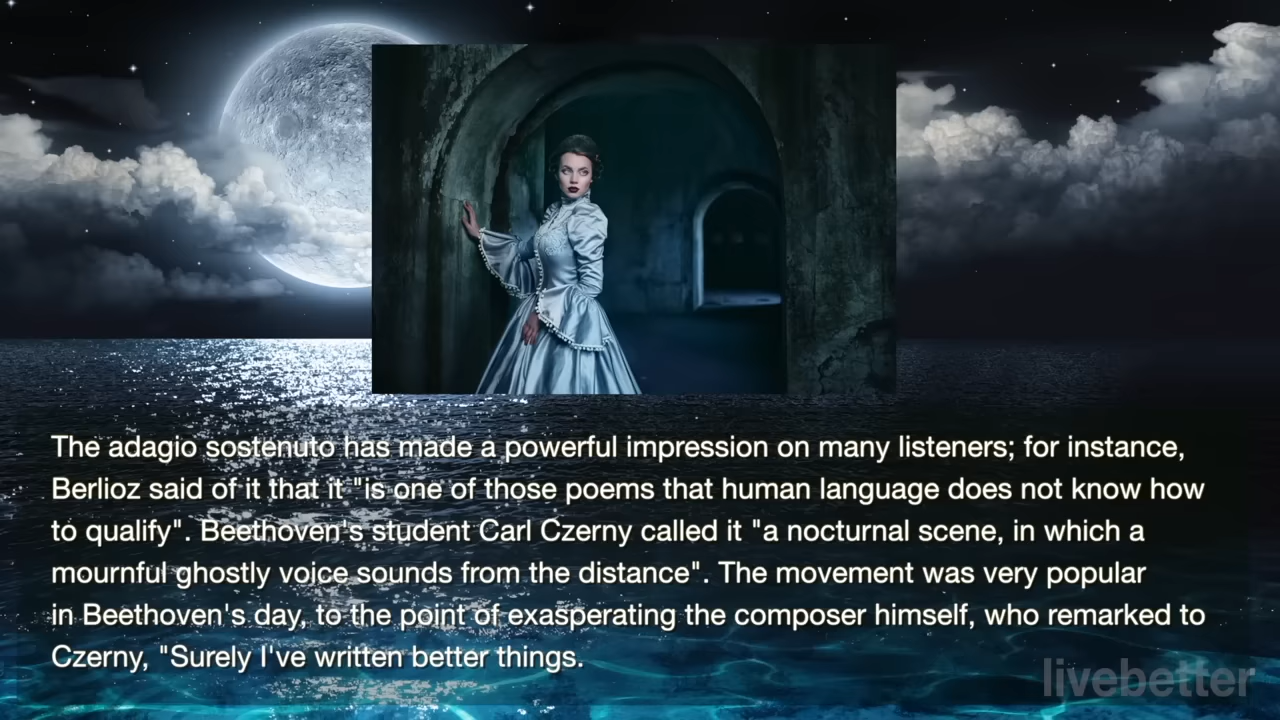 The adagio sostenuto has made a powerful impression on many listeners; for instance,
Berlioz said of it that it "is one of those poems that human language does not know how
to qualify". Beethoven's student Carl Czerny called it "a nocturnal scene, in which a
mournful ghostly voice sounds from the distance". The movement was very popular
in Beethoven's day, to the point of exasperating the composer himself, who remarked to
Czerny, "Surely I've written better things.
livebetter